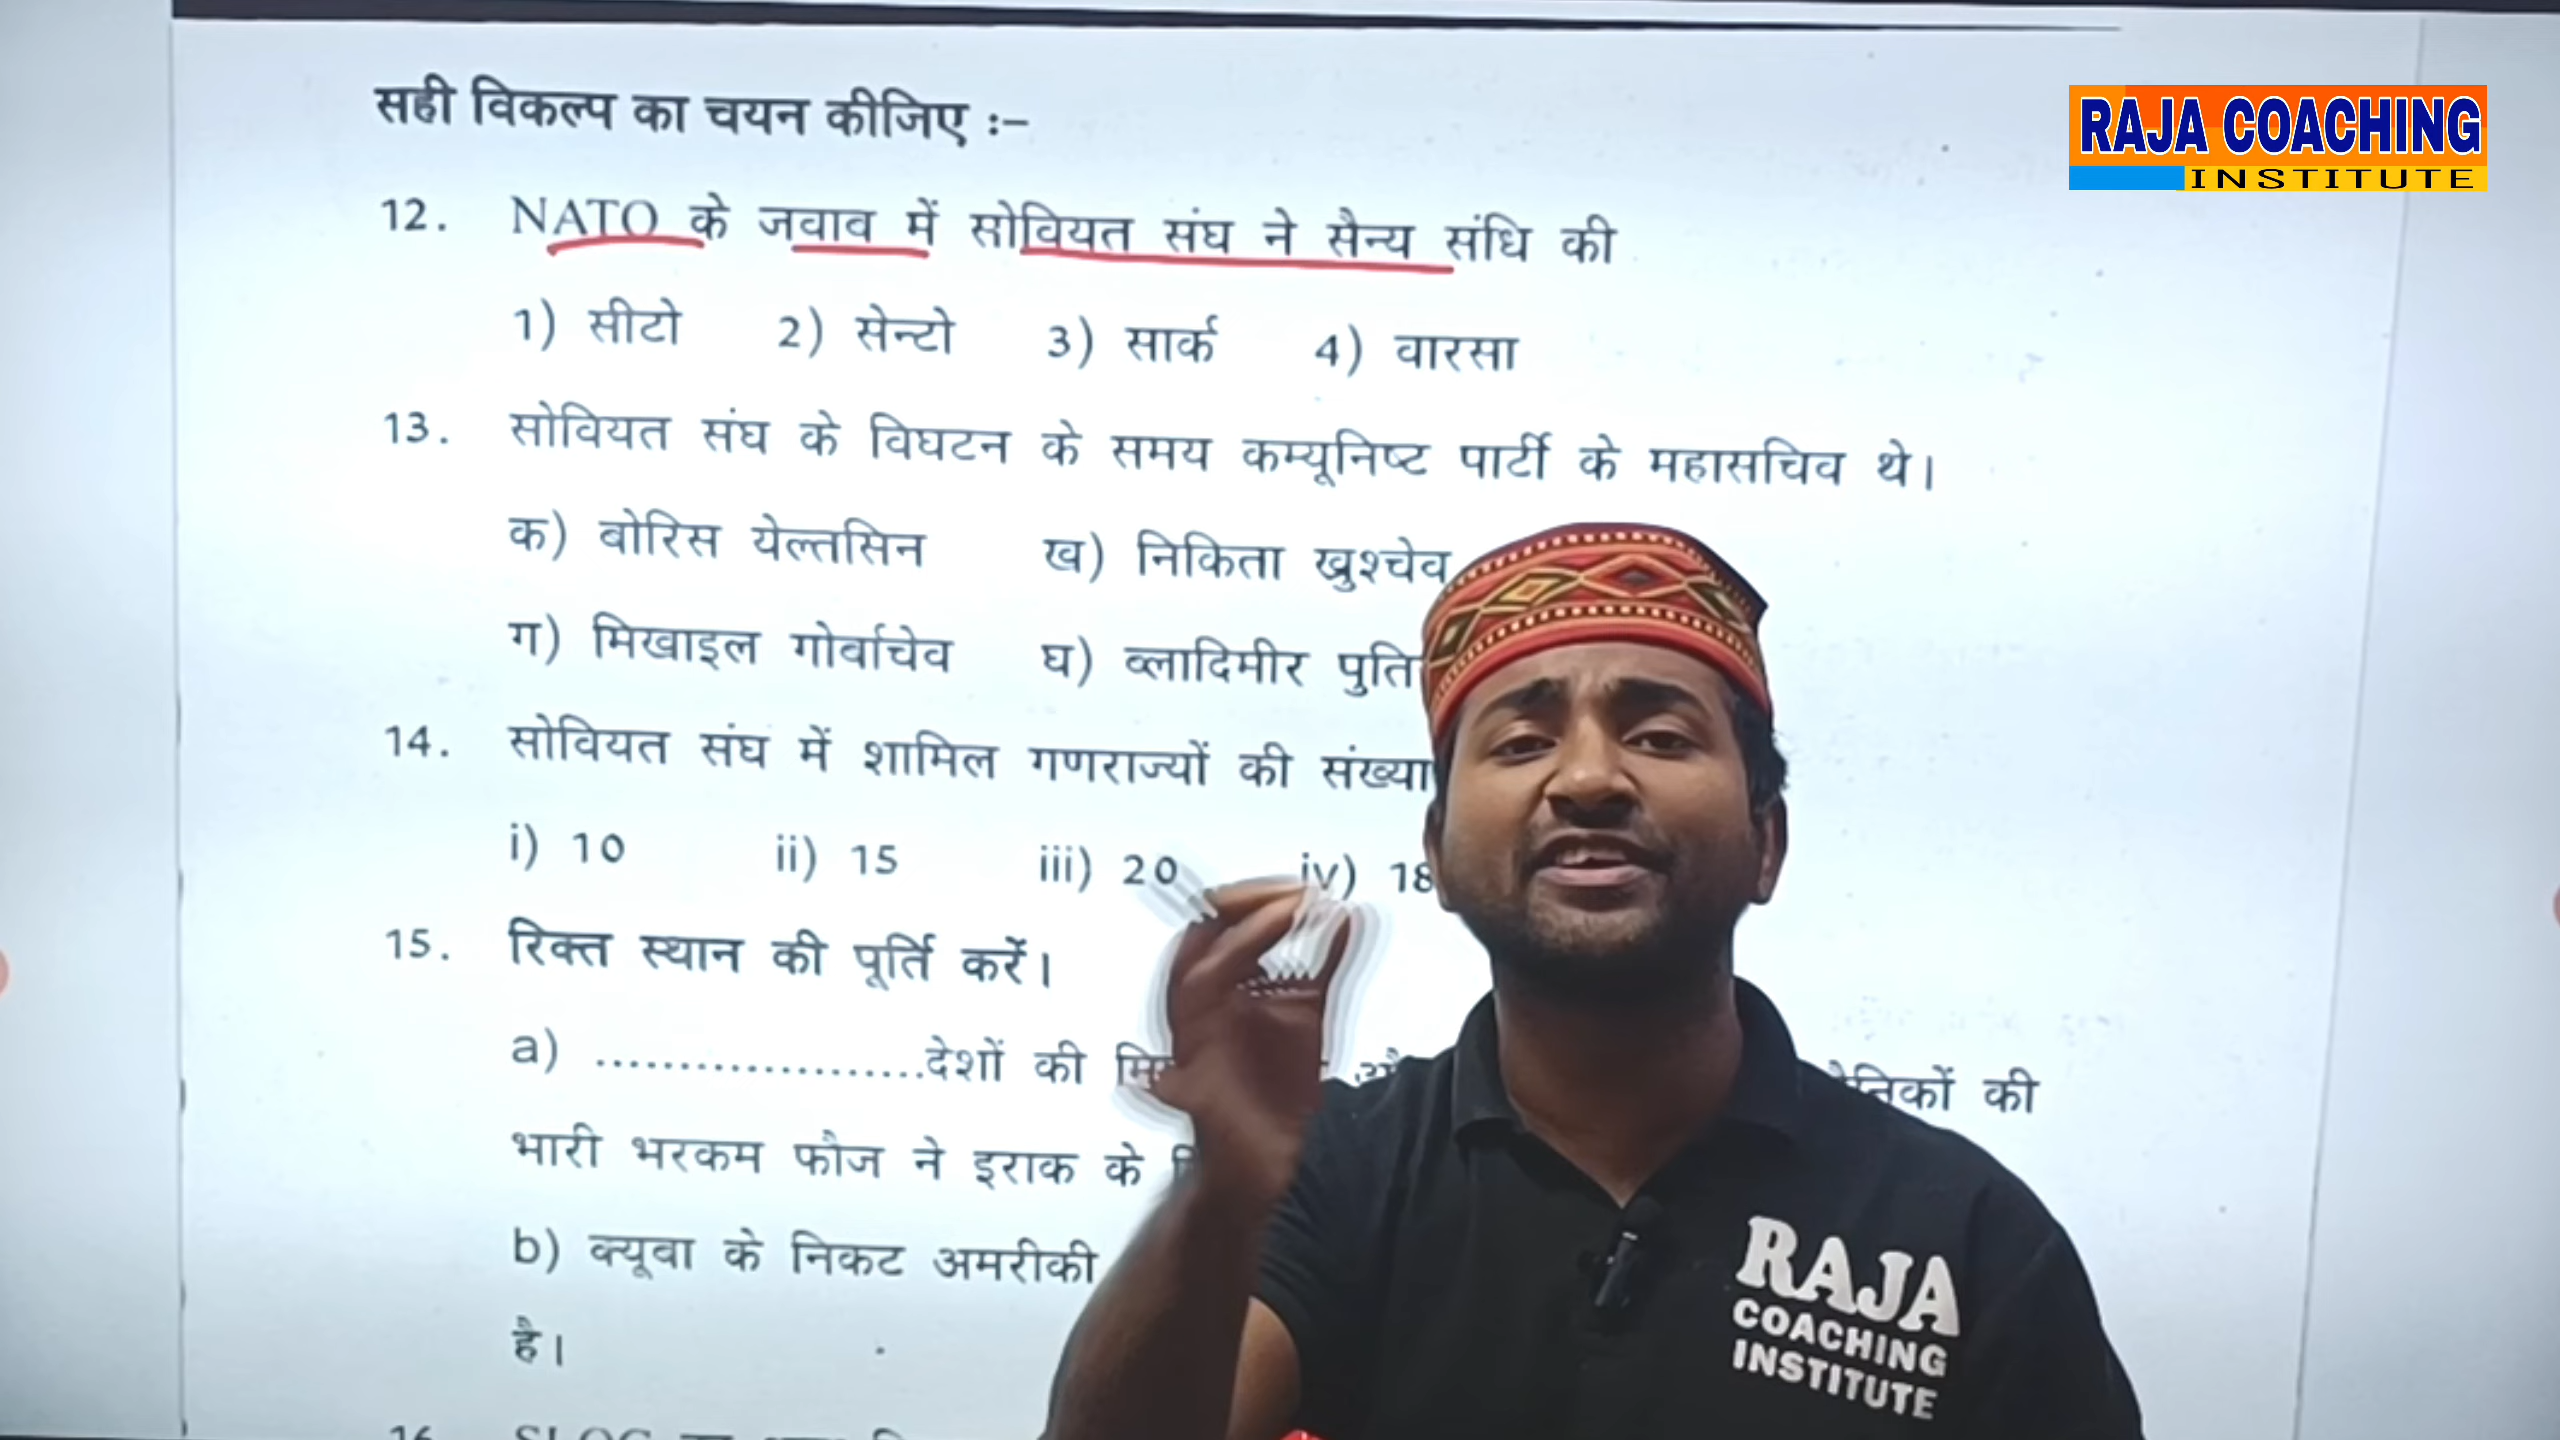 सही विकल्प का चयन कीजिए :-
RAJA COACHING
INSTITUTE
12. NATO के जवाव में सोवियत संघ ने सैन्य संधि की
1) सीटो 2) सेन्टो 3) सार्क 4) वारसा
13. सोवियत संघ के विघटन के समय कम्यूनिष्ट पार्टी के महासचिव थे।
क) बोरिस येल्तसिन ख) निकिता खुश्चेव
ग) मिखाइल गोर्वाचेव घ) व्लादिमीर
14. सोवियत संघ में शामिल गणराज्यों की संख्या
i) 10 ii) 15 iii) 20 iv) 18
15. रिक्त स्थान की पूर्ति करें।
a) .....................देशों की
की
भारी भरकम फौज ने इराक के
b) क्यूवा के निकट अमरीकी
है।
RAJA
COACHING
INSTITUTE